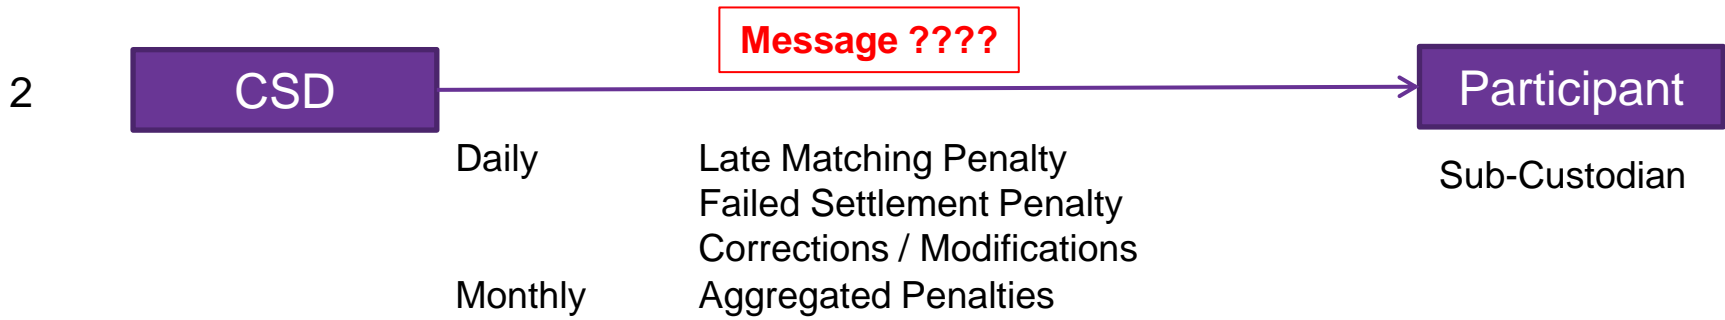 Message ????
2 CSD Participant
Daily Late Matching Penalty
Sub-Custodian
Failed Settlement Penalty
Corrections / Modifications
Monthly Aggregated Penalties